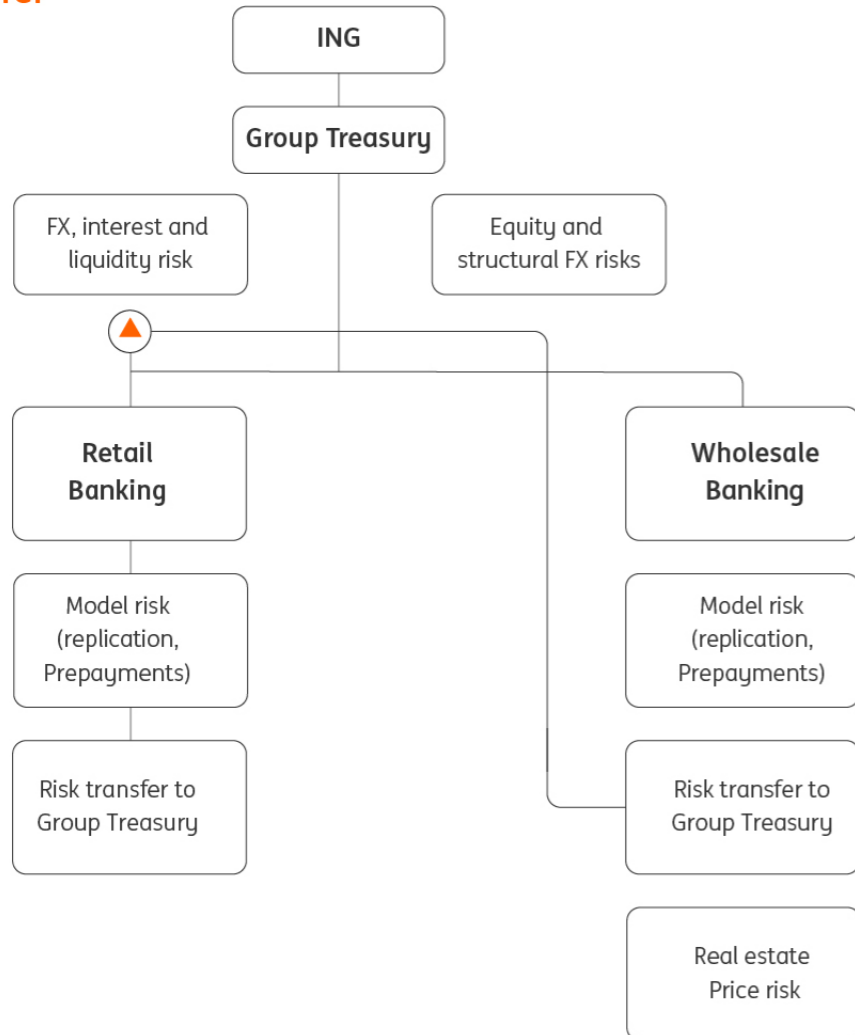 ING
Group Treasury
FX, interest and
liquidity risk
Equity and
structural FX risks
Retail
Banking
Wholesale
Banking
Model risk
(replication,
Prepayments)
Model risk
(replication,
Prepayments)
Risk transfer to
Group Treasury
Risk transfer to
Group Treasury
Real estate
Price risk